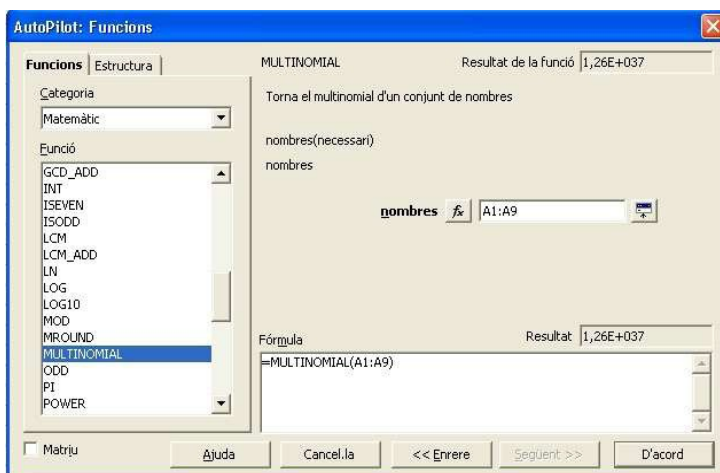 AutoPilot: Funcions
Funcions Estructura
MULTINOMIAL
Resultat de la funció 1,26E+037
Categoria
Matemàtic
Torna el multinomial d'un conjunt de nombres
Funció
nombres(necessari)
nombres
GCD_ADD
INT
ISEVEN
ISODD
LCM
LCM_ADD
LN
LOG
LOG10
MOD
MROUND
MULTINOMIAL
ODD
PI
POWER
nombres fx A1:A9
Fórmula
Resultat 1,26E+037
=MULTINOMIAL(A1:A9)
Matriu
Ajuda
Cancel.la
<< Enrere
Següent >>
D'acord